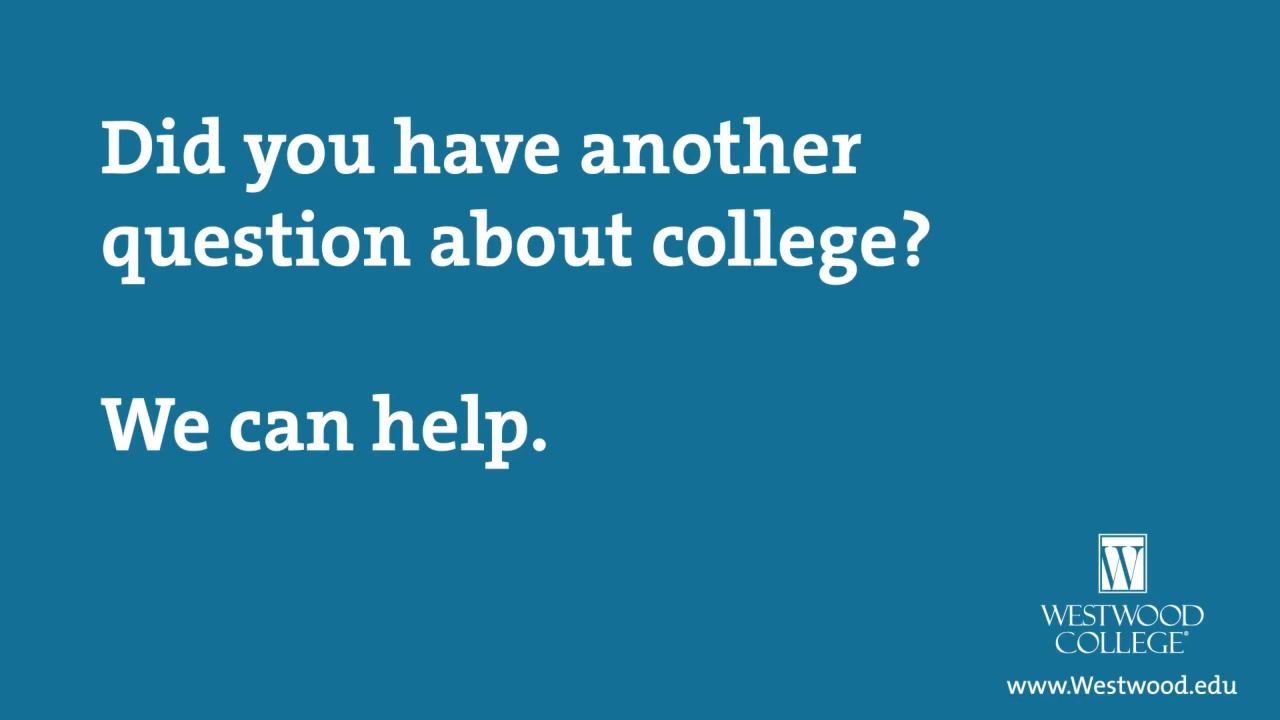 Did you have another
question about college?
We can help.
W
WESTWOOD
COLLEGE®
www.Westwood.edu